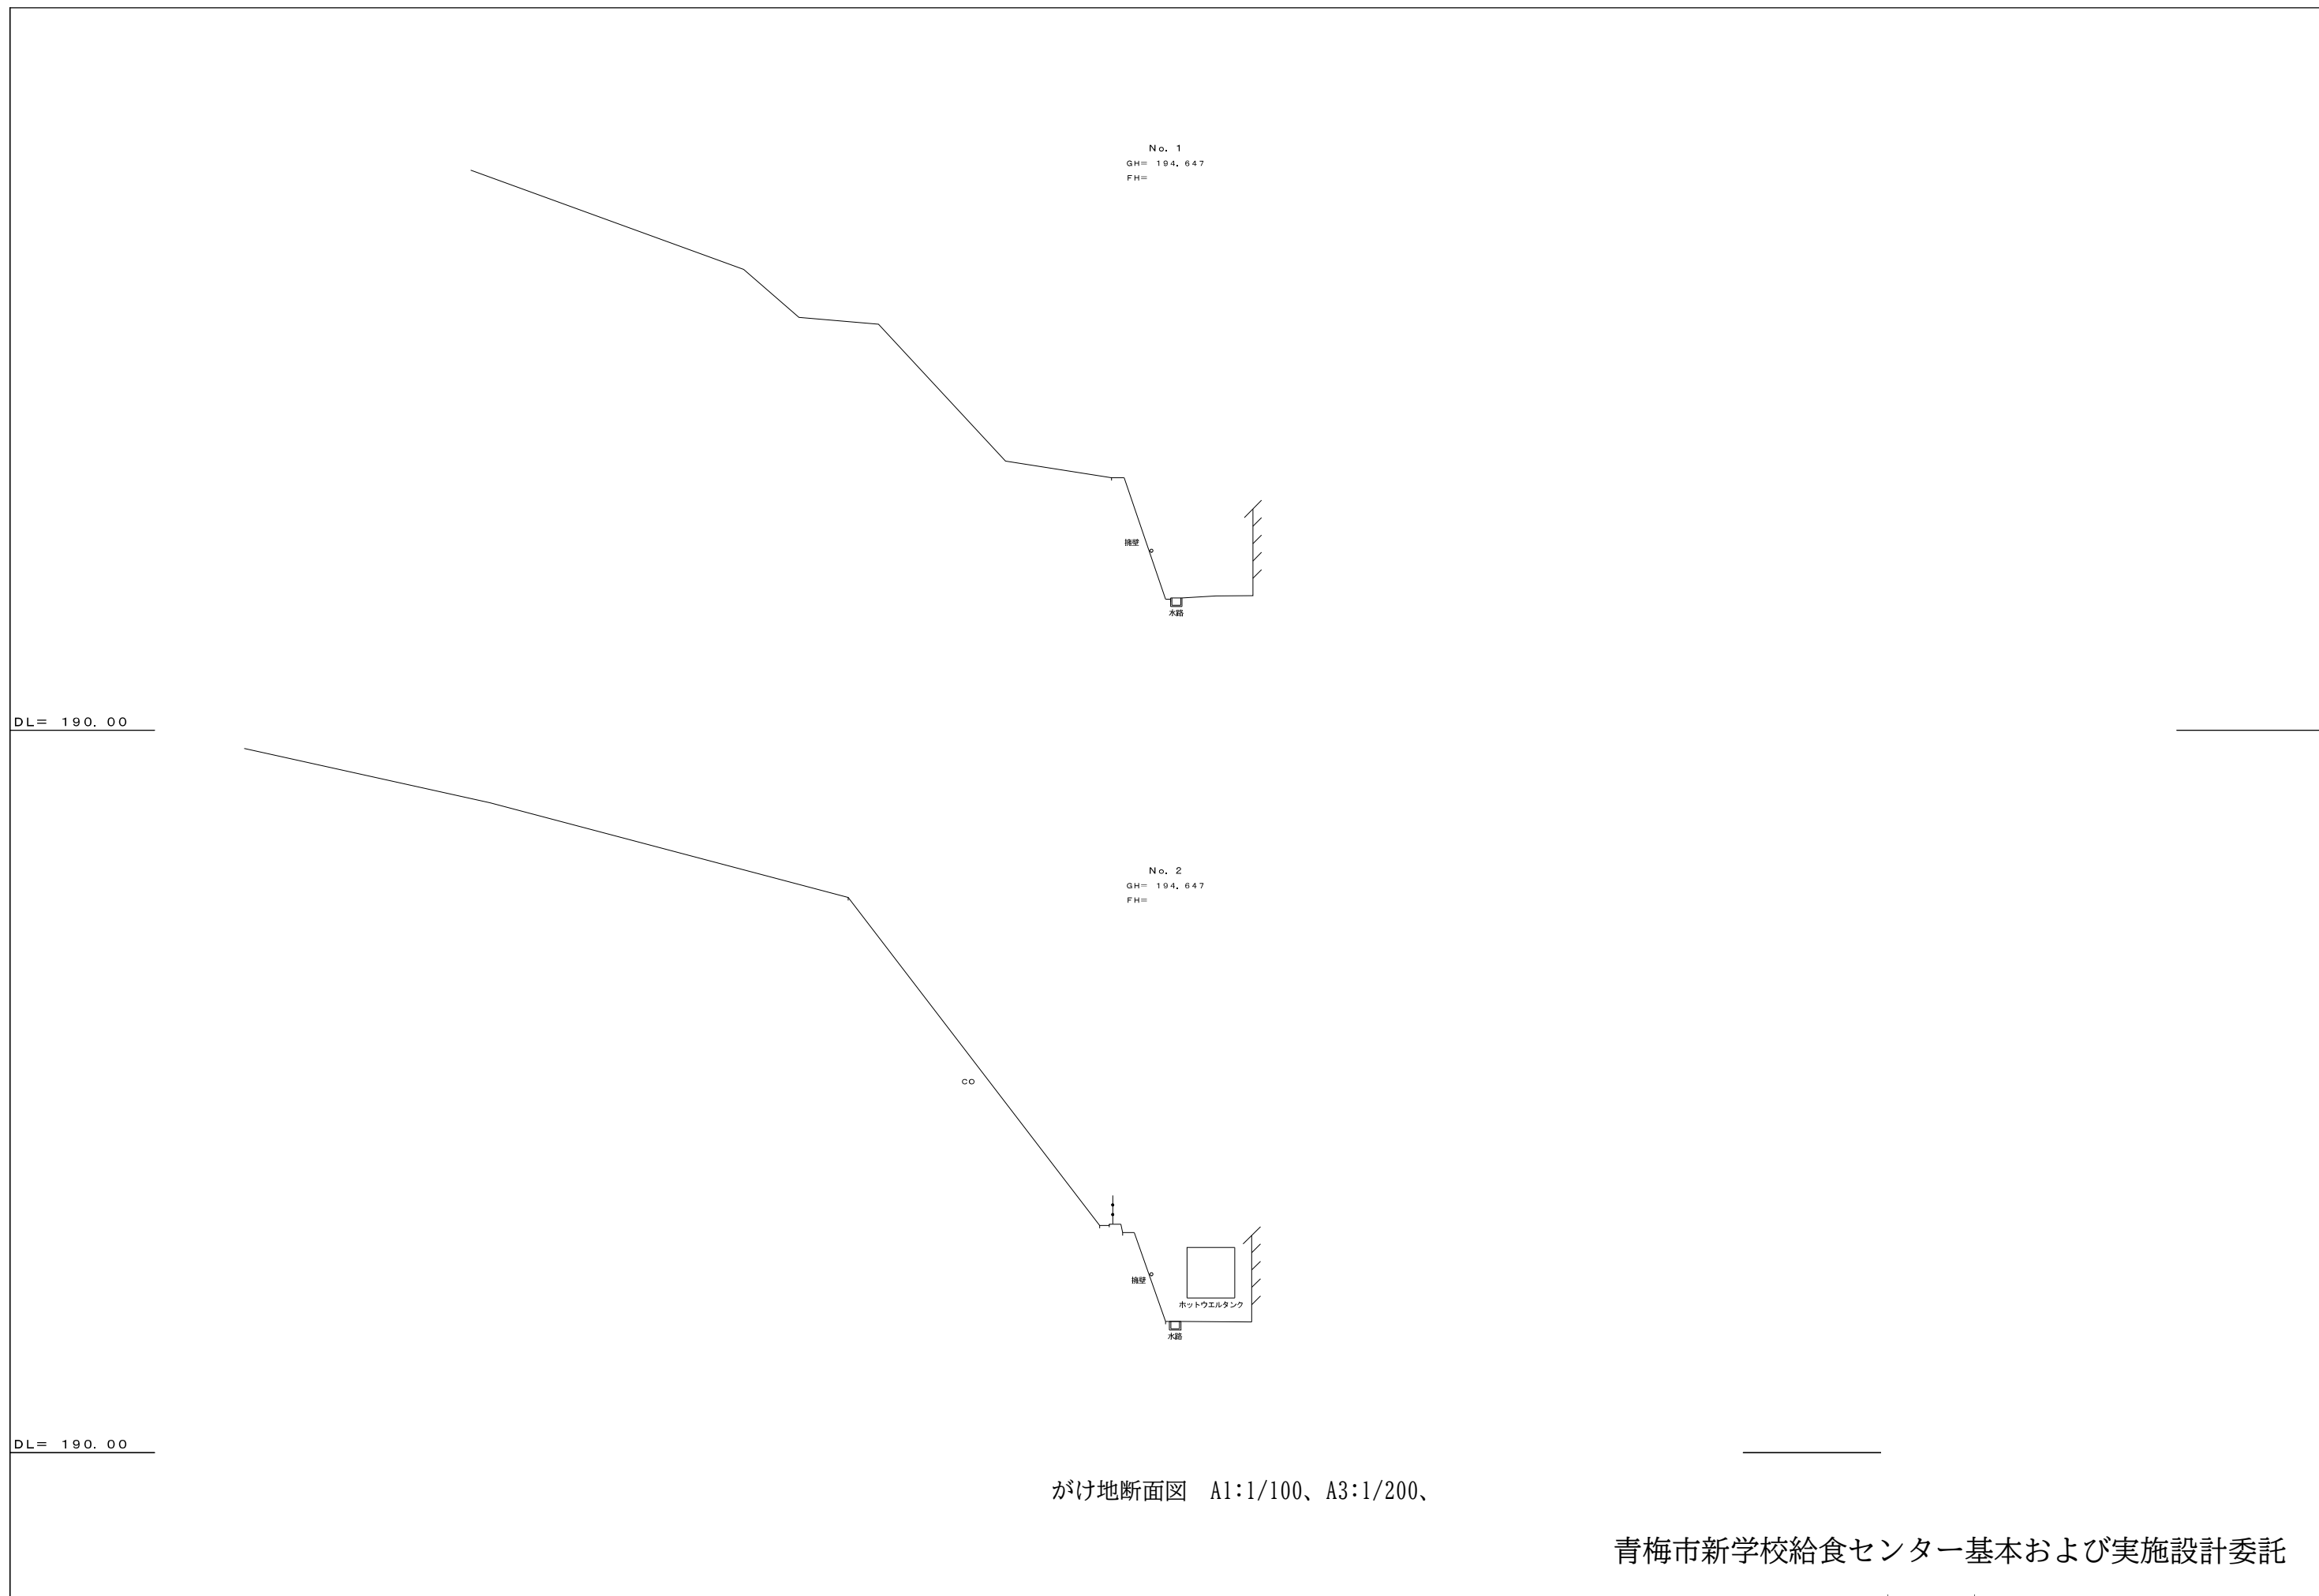 No. 1
GH= 194.647
FH=
擁壁
水路
DL= 190.00
No. 2
GH= 194.647
FH=
CO
擁壁
ホットウエルタンク
水路
DL= 190.00
がけ地断面図　A1:1/100、A3:1/200、
青梅市新学校給食センター基本および実施設計委託